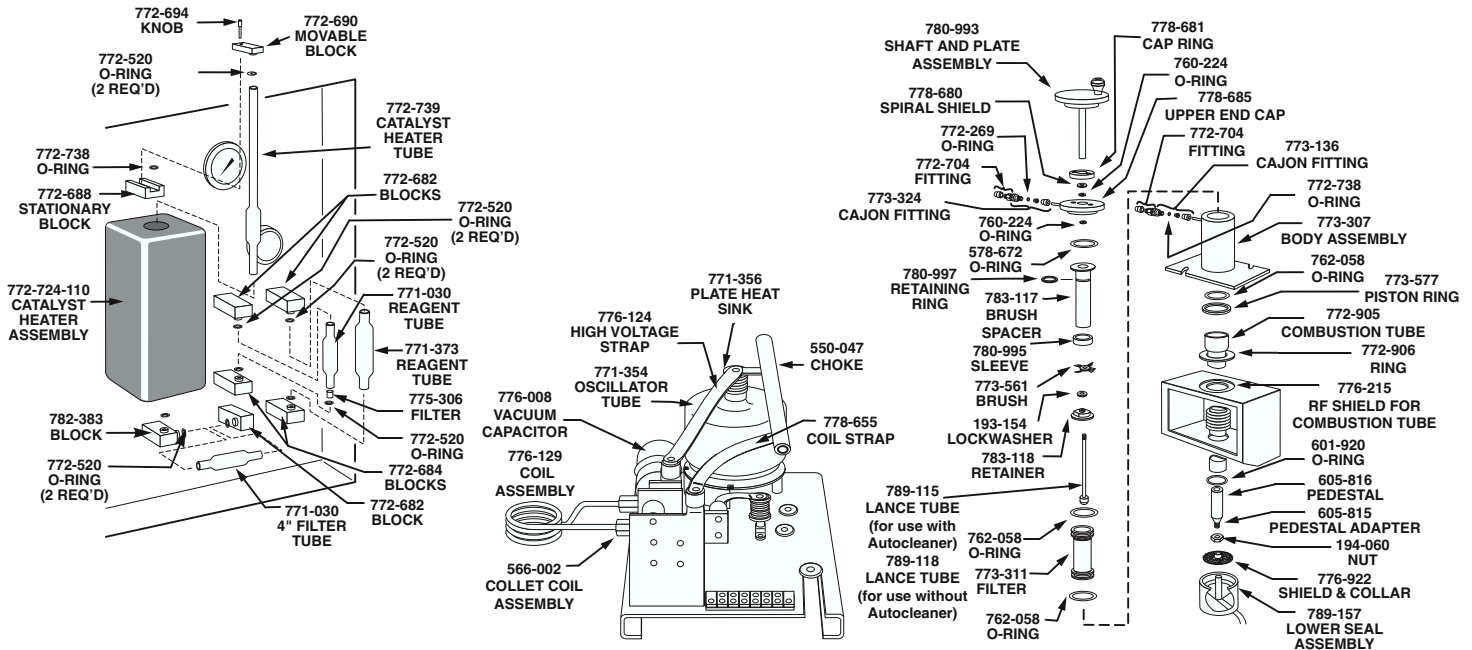 772-694
KNOB
772-690
MOVABLE
BLOCK
772-520
O-RING
(2 REQ'D)
772-739
CATALYST
HEATER
TUBE
772-738
O-RING
772-688
STATIONARY
BLOCK
772-682
BLOCKS
772-520
O-RING
(2 REQ'D)
772-520
O-RING
(2 REQ'D)
772-724-110
CATALYST
HEATER
ASSEMBLY
771-030
REAGENT
TUBE
771-373
REAGENT
TUBE
775-306
FILTER
782-383
BLOCK
772-520
O-RING
772-520
O-RING
(2 REQ'D)
772-684
BLOCKS
772-682
BLOCK
771-030
4" FILTER
TUBE
771-356
PLATE HEAT
SINK
776-124
HIGH VOLTAGE
STRAP
550-047
CHOKE
771-354
OSCILLATOR
TUBE
776-008
VACUUM
CAPACITOR
778-655
COIL STRAP
776-129
COIL
ASSEMBLY
566-002
COLLET COIL
ASSEMBLY
780-993
SHAFT AND PLATE
ASSEMBLY
778-681
CAP RING
760-224
O-RING
778-680
SPIRAL SHIELD
778-685
UPPER END CAP
772-269
O-RING
772-704
FITTING
772-704
FITTING
773-136
CAJON FITTING
773-324
CAJON FITTING
772-738
O-RING
760-224
O-RING
773-307
BODY ASSEMBLY
578-672
O-RING
762-058
O-RING
780-997
RETAINING
RING
773-577
PISTON RING
783-117
BRUSH
SPACER
772-905
COMBUSTION TUBE
780-995
SLEEVE
772-906
RING
773-561
BRUSH
776-215
RF SHIELD FOR
COMBUSTION TUBE
193-154
LOCKWASHER
601-920
O-RING
783-118
RETAINER
605-816
PEDESTAL
789-115
LANCE TUBE
(for use with
Autocleaner)
605-815
PEDESTAL ADAPTER
762-058
O-RING
194-060
NUT
789-118
LANCE TUBE
(for use without
Autocleaner)
773-311
FILTER
776-922
SHIELD & COLLAR
762-058
O-RING
789-157
LOWER SEAL
ASSEMBLY